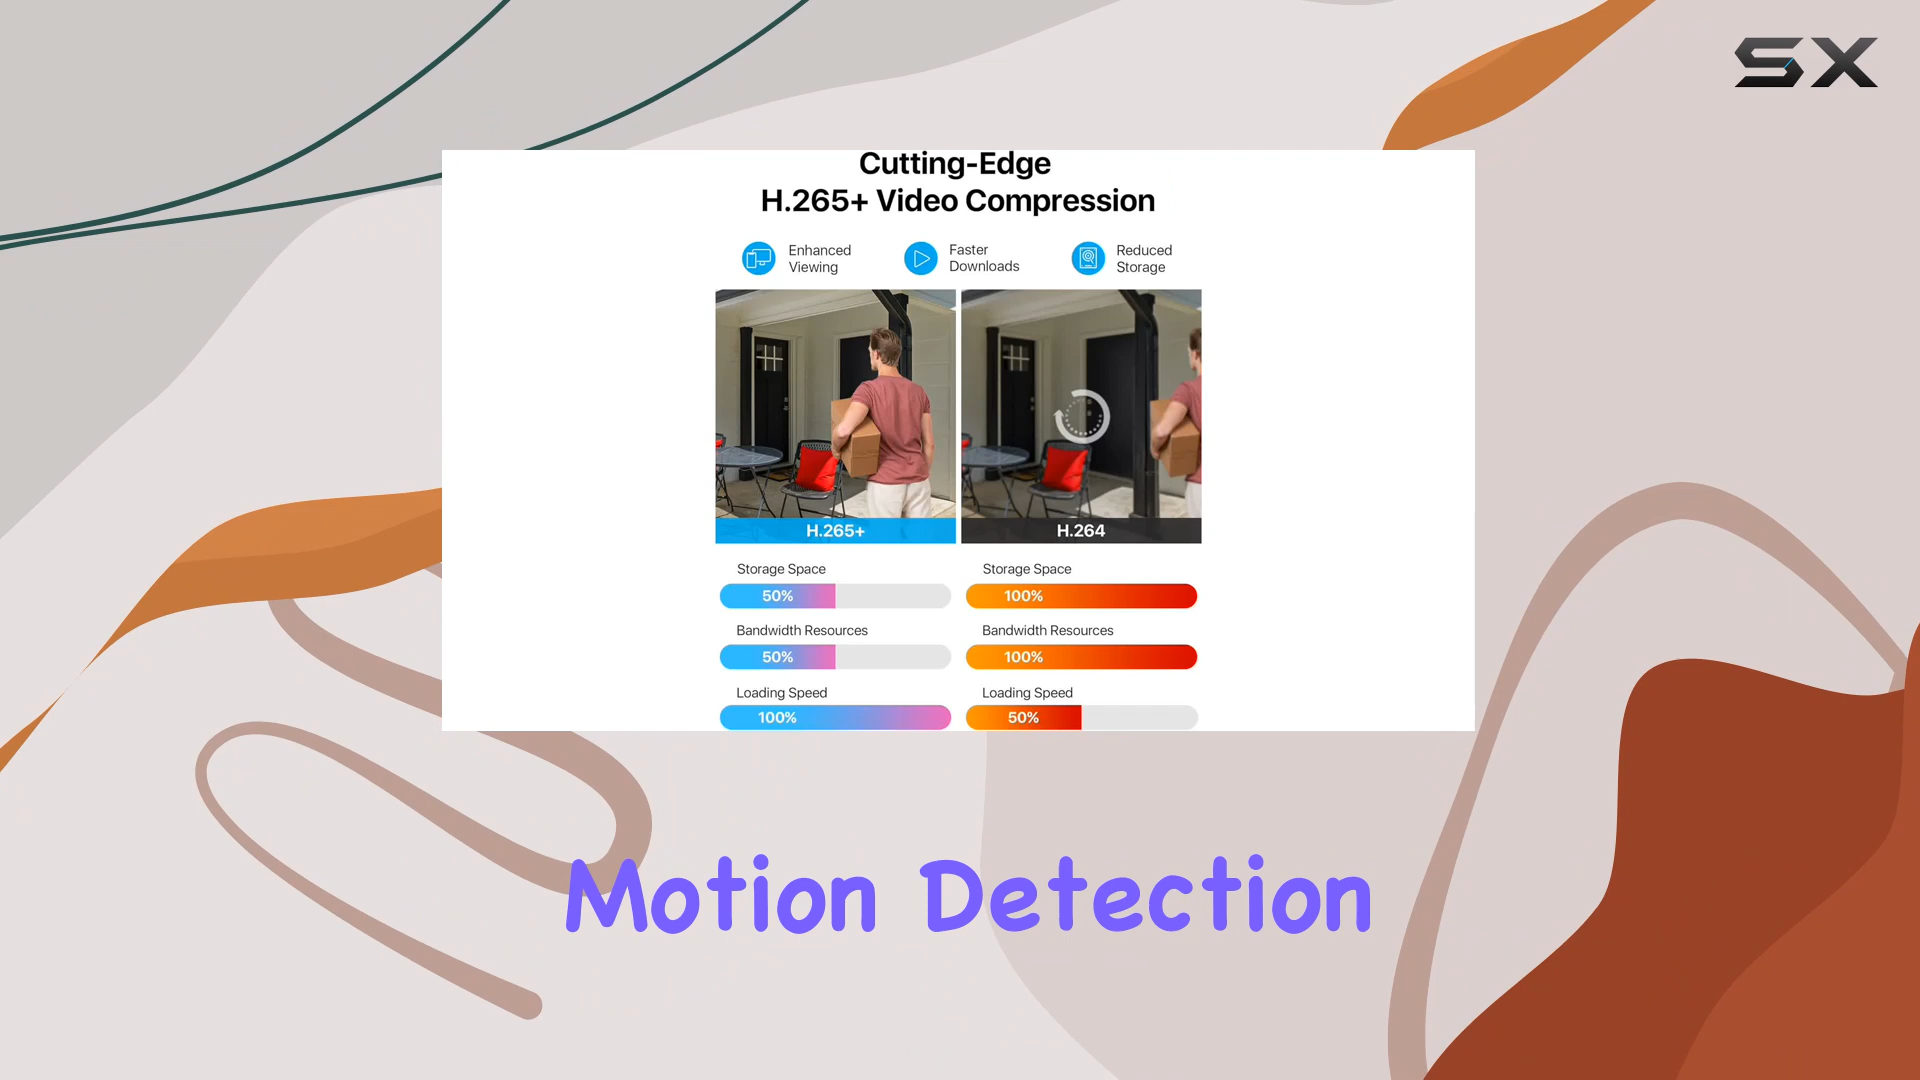 SX
Cutting-Edge
H.265+ Video Compression
Enhanced
Viewing
Faster
Downloads
Reduced
Storage
H.265+
H.264
Storage Space
50%
Storage Space
100%
Bandwidth Resources
50%
Bandwidth Resources
100%
Loading Speed
100%
Loading Speed
50%
Motion Detection